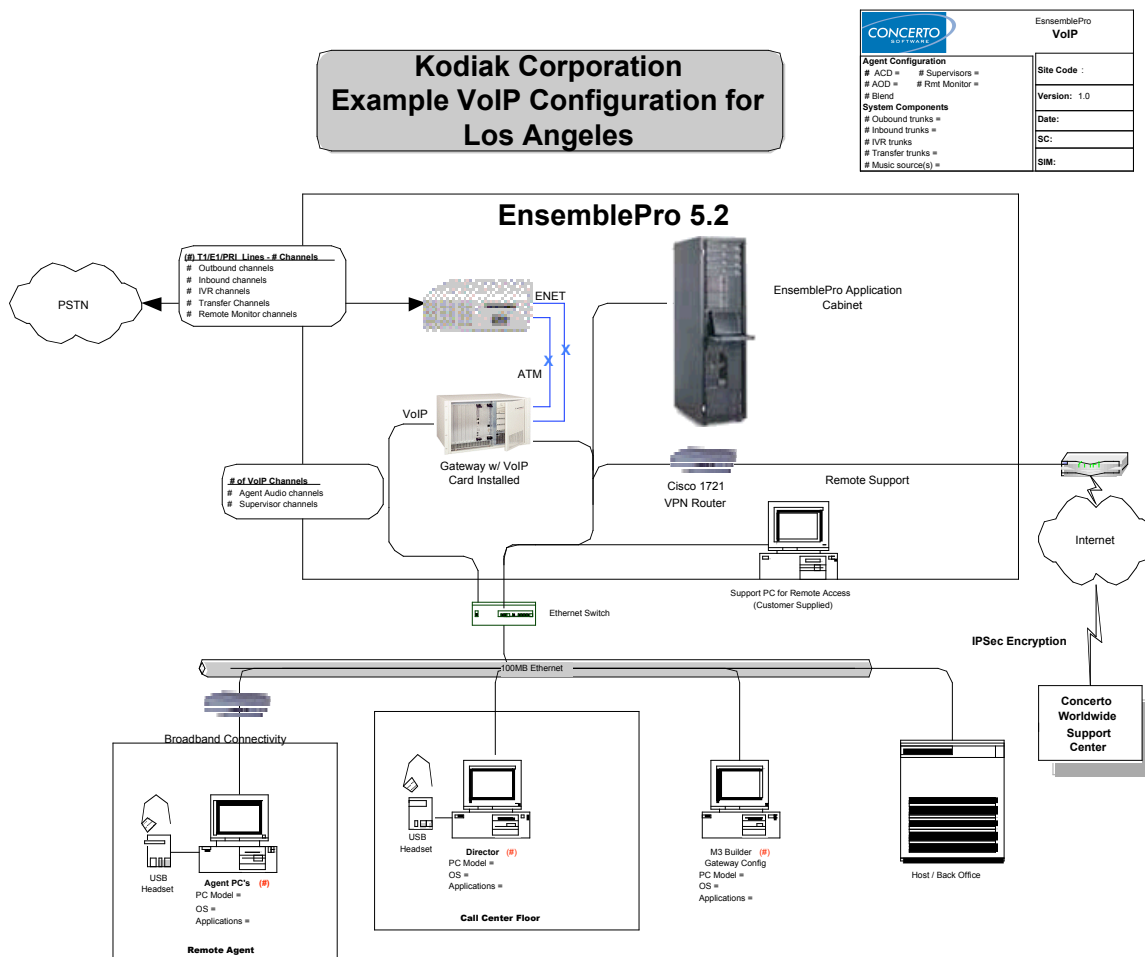 Kodiak Corporation
Example VoIP Configuration for
Los Angeles
CONCERTO
SOFTWARE
EsnsemblePro
VoIP
Agent Configuration
# ACD = # Supervisors =
# AOD = # Rmt Monitor =
# Blend
System Components
# Oubound trunks =
# Inbound trunks =
# IVR trunks
# Transfer trunks =
# Music source(s) =
Site Code :
Version: 1.0
Date:
SC:
SIM:
EnsemblePro 5.2
PSTN
(#) T1/E1/PRI Lines - # Channels
# Outbound channels
# Inbound channels
# IVR channels
# Transfer Channels
# Remote Monitor channels
ENET
X
X
ATM
EnsemblePro Application
Cabinet
VoIP
Gateway w/ VoIP
Card Installed
# of VoIP Channels
# Agent Audio channels
# Supervisor channels
Cisco 1721
VPN Router
Remote Support
Internet
Support PC for Remote Access
(Customer Supplied)
Ethernet Switch
IPSec Encryption
100MB Ethernet
Concerto
Worldwide
Support
Center
Broadband Connectivity
USB
Headset
Agent PC's (#)
PC Model =
OS =
Applications =
Remote Agent
USB
Headset
Director (#)
PC Model =
OS =
Applications =
Call Center Floor
M3 Builder (#)
Gateway Config
PC Model =
OS =
Applications =
Host / Back Office